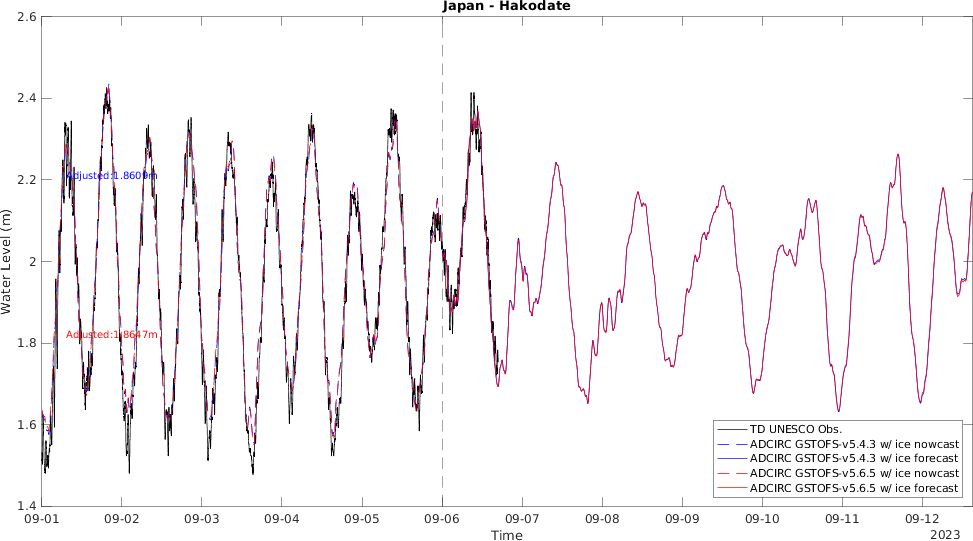 Japan - Hakodate
2.6
2.4
2.2
2
1.8
1.6
1.4
Water Level (m)
Adjusted:1.8609m
Adjusted:1.8647m
TD UNESCO Obs.
ADCIRC GSTOFS-v5.4.3 w/ ice nowcast
ADCIRC GSTOFS-v5.4.3 w/ ice forecast
ADCIRC GSTOFS-v5.6.5 w/ ice nowcast
ADCIRC GSTOFS-v5.6.5 w/ ice forecast
09-01 09-02 09-03 09-04 09-05 09-06 09-07 09-08 09-09 09-10 09-11 09-12
Time
2023